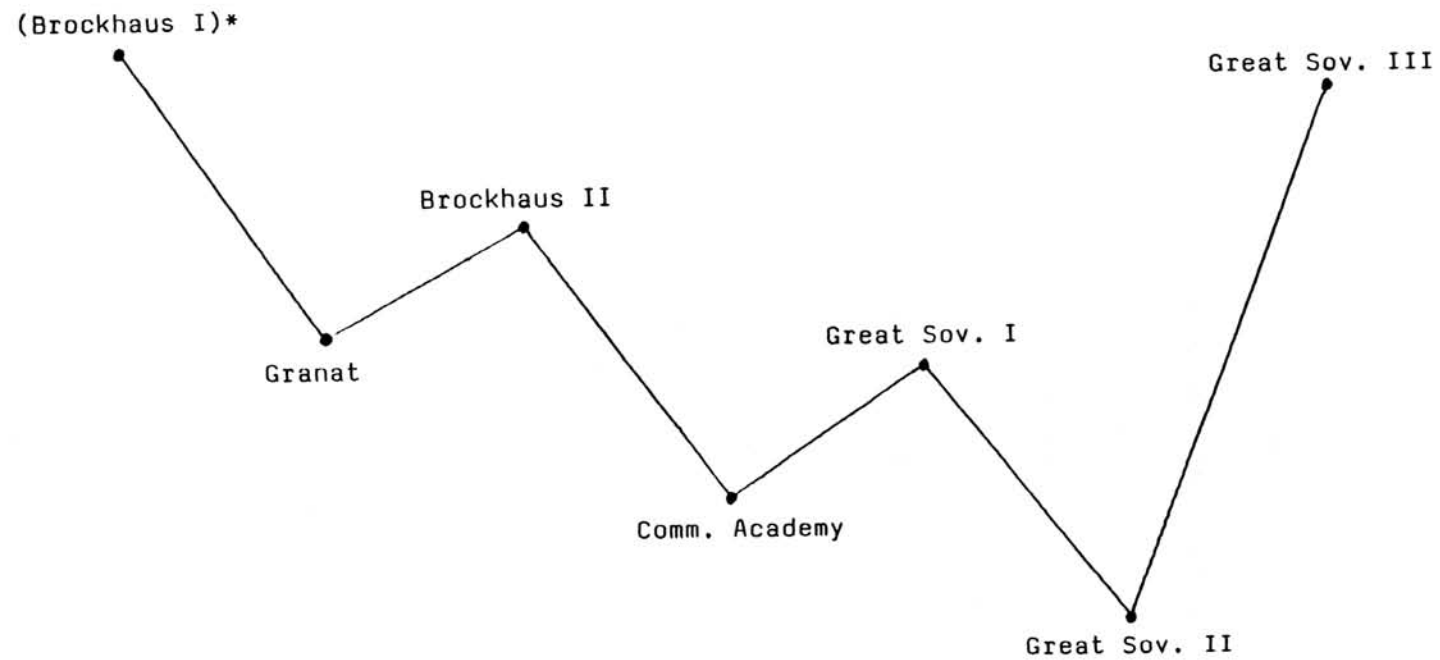 (Brockhaus I)*
Great Sov. III
Brockhaus II
Great Sov. I
Granat
Comm. Academy
Great Sov. II